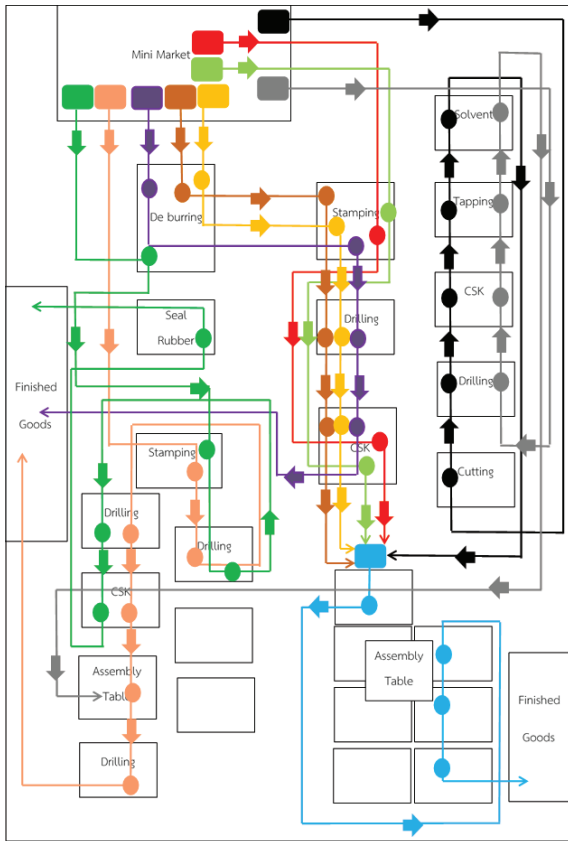 Mini Market
Solvent
De burring
Stamping
Tapping
Seal
Rubber
Drilling
CSK
Finished
Goods
Drilling
Stamping
CSK
Cutting
Drilling
Drilling
CSK
Assembly
Table
Assembly
Table
Finished
Goods
Drilling